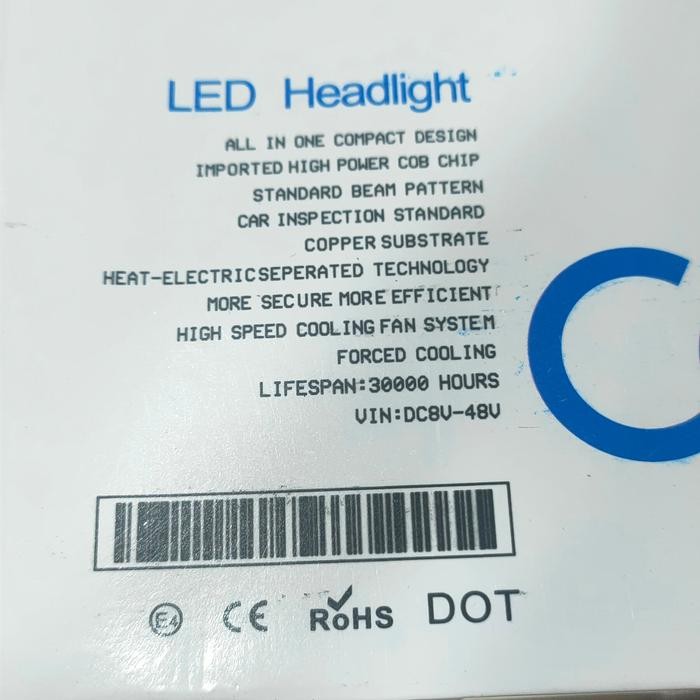 LED Headlight
ALL IN ONE COMPACT DESIGN
IMPORTED HIGH POWER COB CHIP
STANDARD BEAM PATTERN
CAR INSPECTION STANDARD
COPPER SUBSTRATE
HEAT-ELECTRIC SEPERATED TECHNOLOGY
MORE SECURE MORE EFFICIENT
HIGH SPEED COOLING FAN SYSTEM
FORCED COOLING
LIFESPAN:30000 HOURS
VIN:DC8V-48V
C
E4 CE RoHS DOT